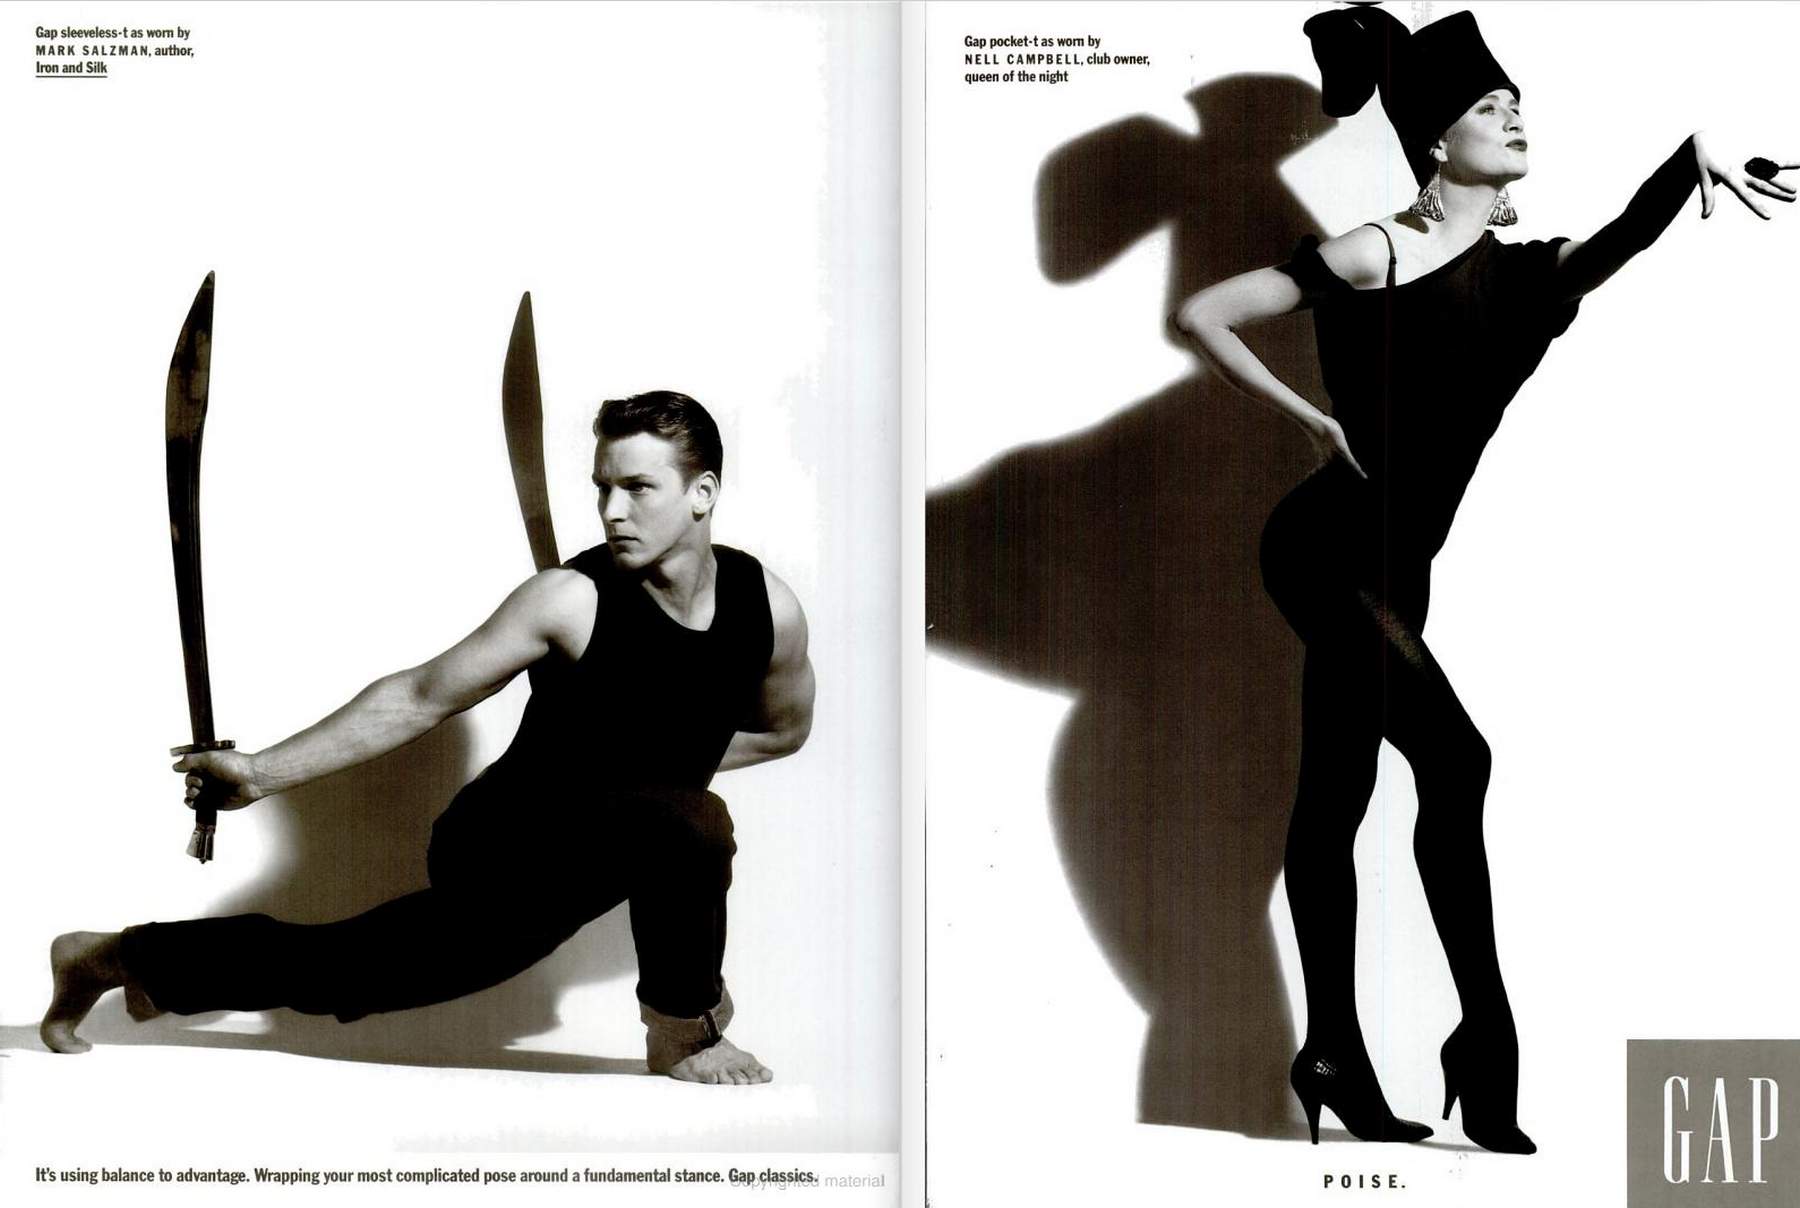 Gap sleeveless-t as worn by
MARK SALZMAN, author,
Iron and Silk
It's using balance to advantage. Wrapping your most complicated pose around a fundamental stance. Gap classics.
Copyrighted material
Gap pocket-t as worn by
NELL CAMPBELL, club owner,
queen of the night
POISE.
GAP